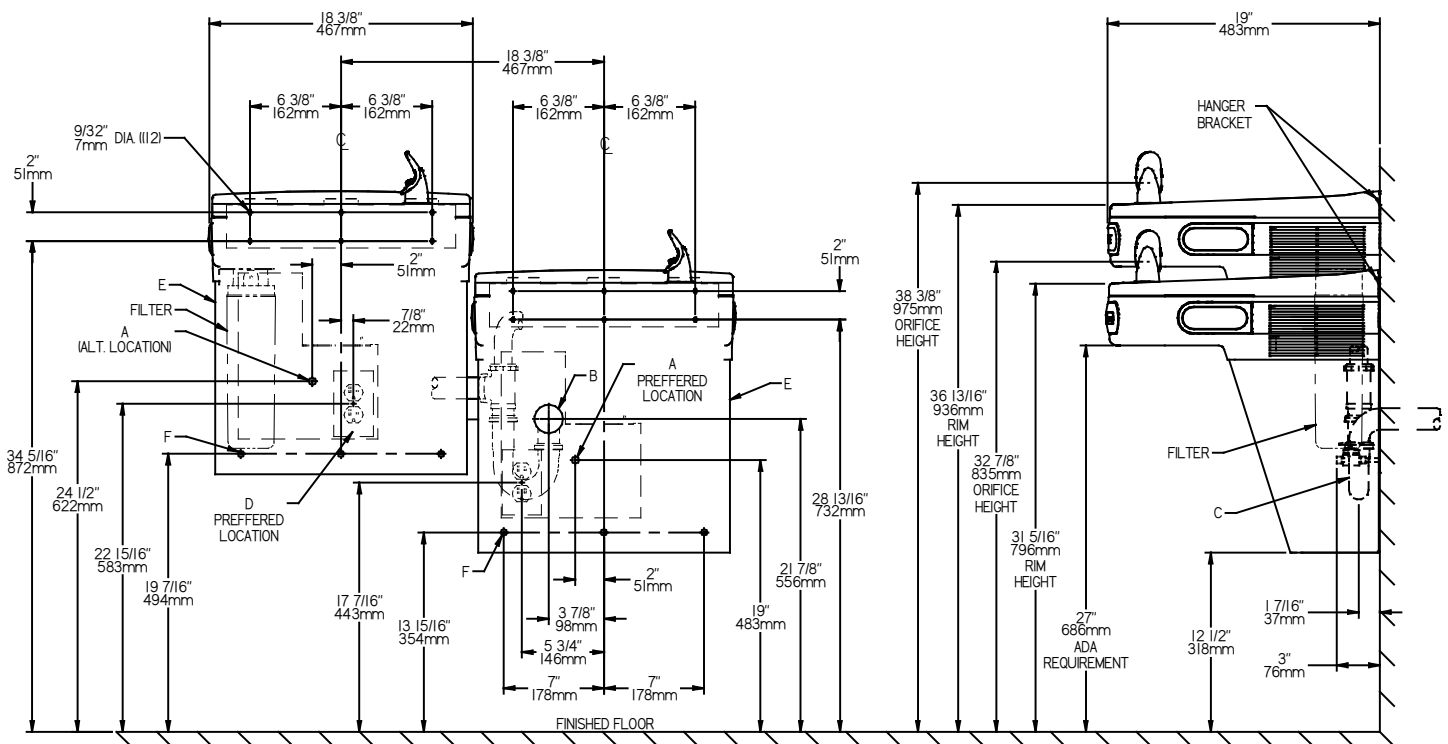 18 3/8"
467mm
18 3/8"
467mm
6 3/8"
162mm
6 3/8"
162mm
6 3/8"
162mm
6 3/8"
162mm
9/32"
7mm DIA. (112)
2"
51mm
C
C
2"
51mm
E
FILTER
A
(ALT. LOCATION)
7/8"
22mm
2"
51mm
B
A
PREFFERED
LOCATION
E
F
D
PREFFERED
LOCATION
34 5/16"
872mm
24 1/2"
622mm
22 15/16"
583mm
19 7/16"
494mm
17 7/16"
443mm
F
13 15/16"
354mm
2"
51mm
3 7/8"
98mm
5 3/4"
146mm
7"
178mm
7"
178mm
19"
483mm
21 7/8"
556mm
28 13/16"
732mm
FINISHED FLOOR
19"
483mm
HANGER
BRACKET
38 3/8"
975mm
ORIFICE
HEIGHT
36 13/16"
936mm
RIM
HEIGHT
32 7/8"
835mm
ORIFICE
HEIGHT
31 5/16"
796mm
RIM
HEIGHT
27"
686mm
ADA
REQUIREMENT
FILTER
C
12 1/2"
318mm
1 7/16"
37mm
3"
76mm